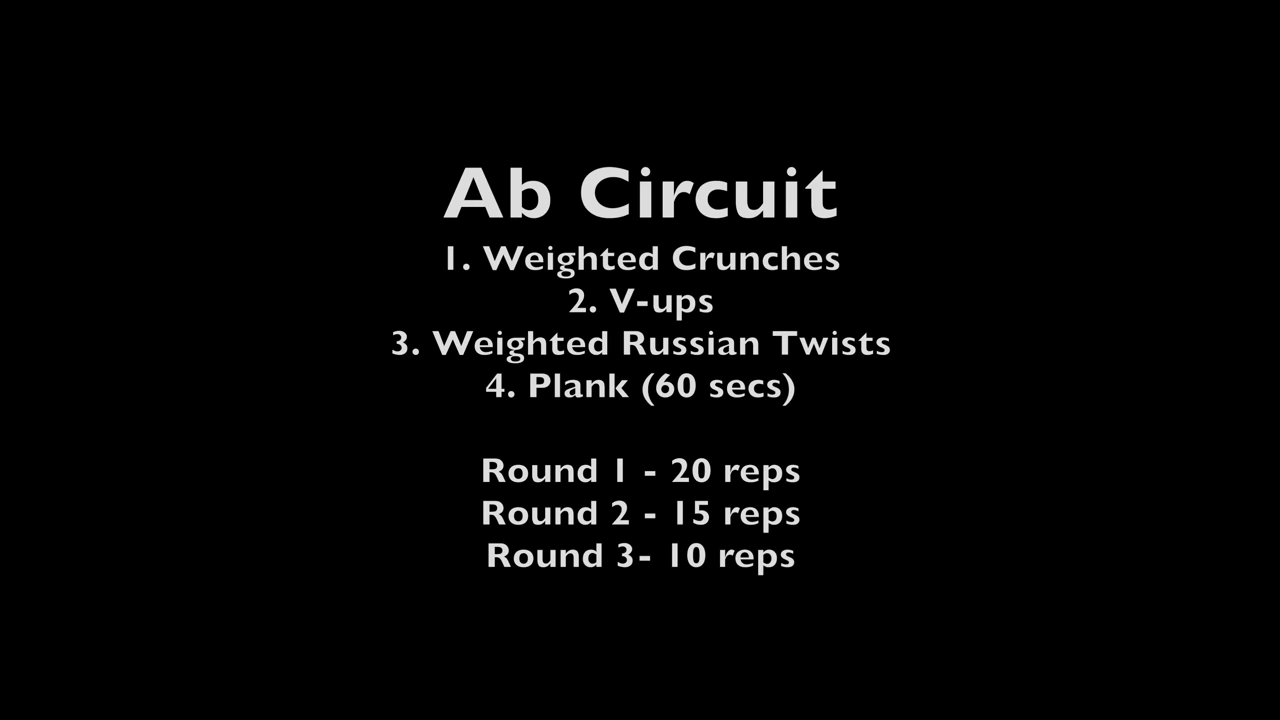 Ab Circuit
1. Weighted Crunches
2. V-ups
3. Weighted Russian Twists
4. Plank (60 secs)
Round 1 - 20 reps
Round 2 - 15 reps
Round 3- 10 reps